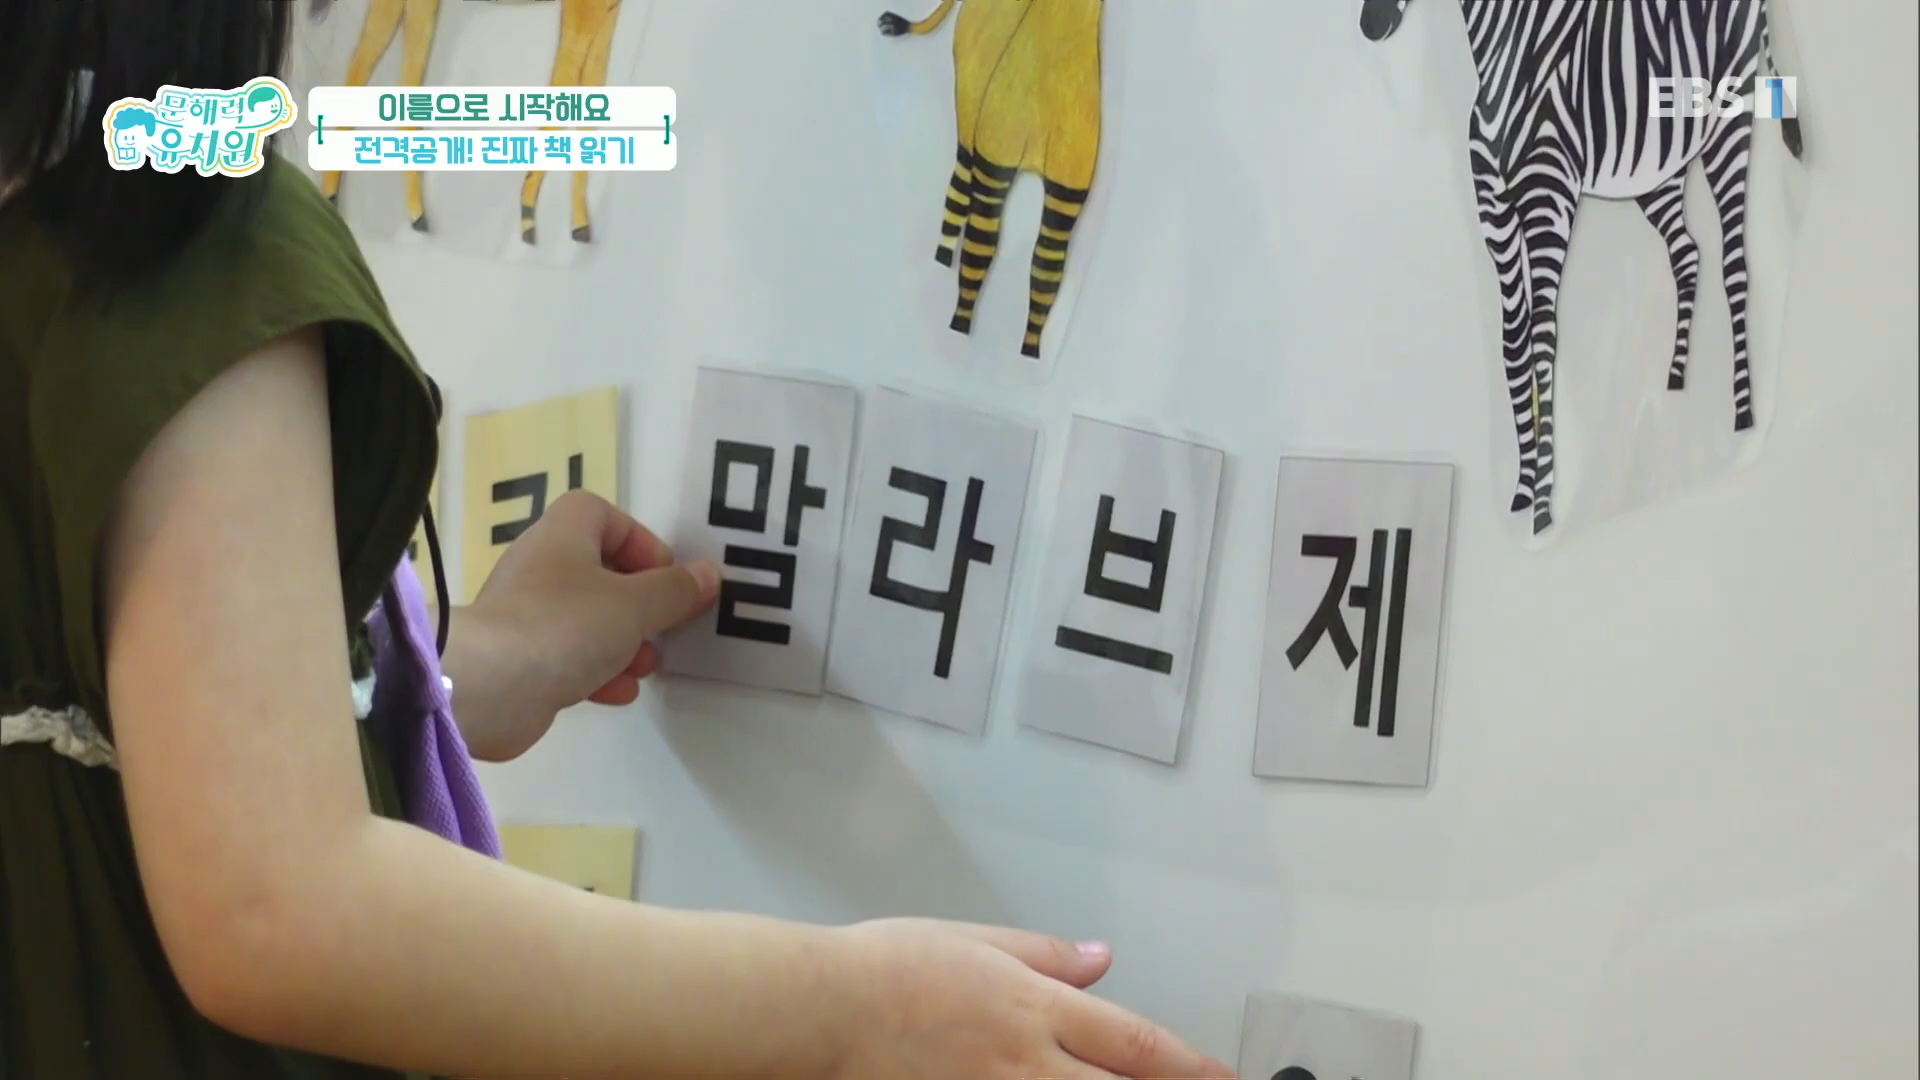 문해력
유치원
이름으로 시작해요
전격공개! 진짜 책 읽기
EBS 1
말 라 브 제